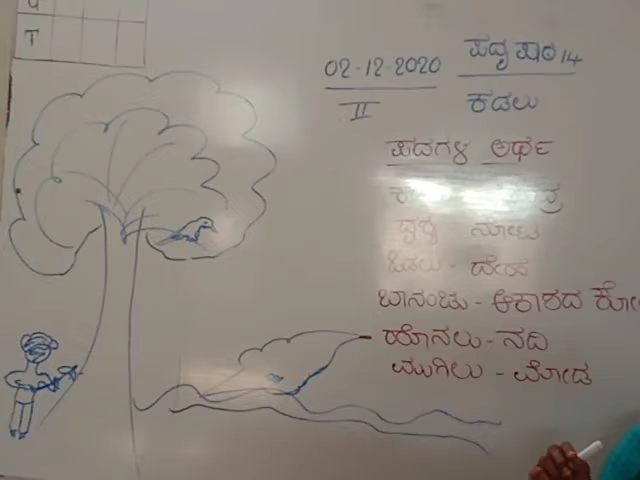 T
02-12-2020
II
ಪದ್ಯ ಪಾಠ 14
ಕಡಲು
ಪದಗಳ ಅರ್ಥ
ದೃಶ್ಯ ನೋಟ
ಒಡಲು - ದೇಹ
ಬಾನಂಚು - ಆಕಾಶದ
ಹೊನಲು - ನದಿ
ಮುಗಿಲು - ಮೋಡ